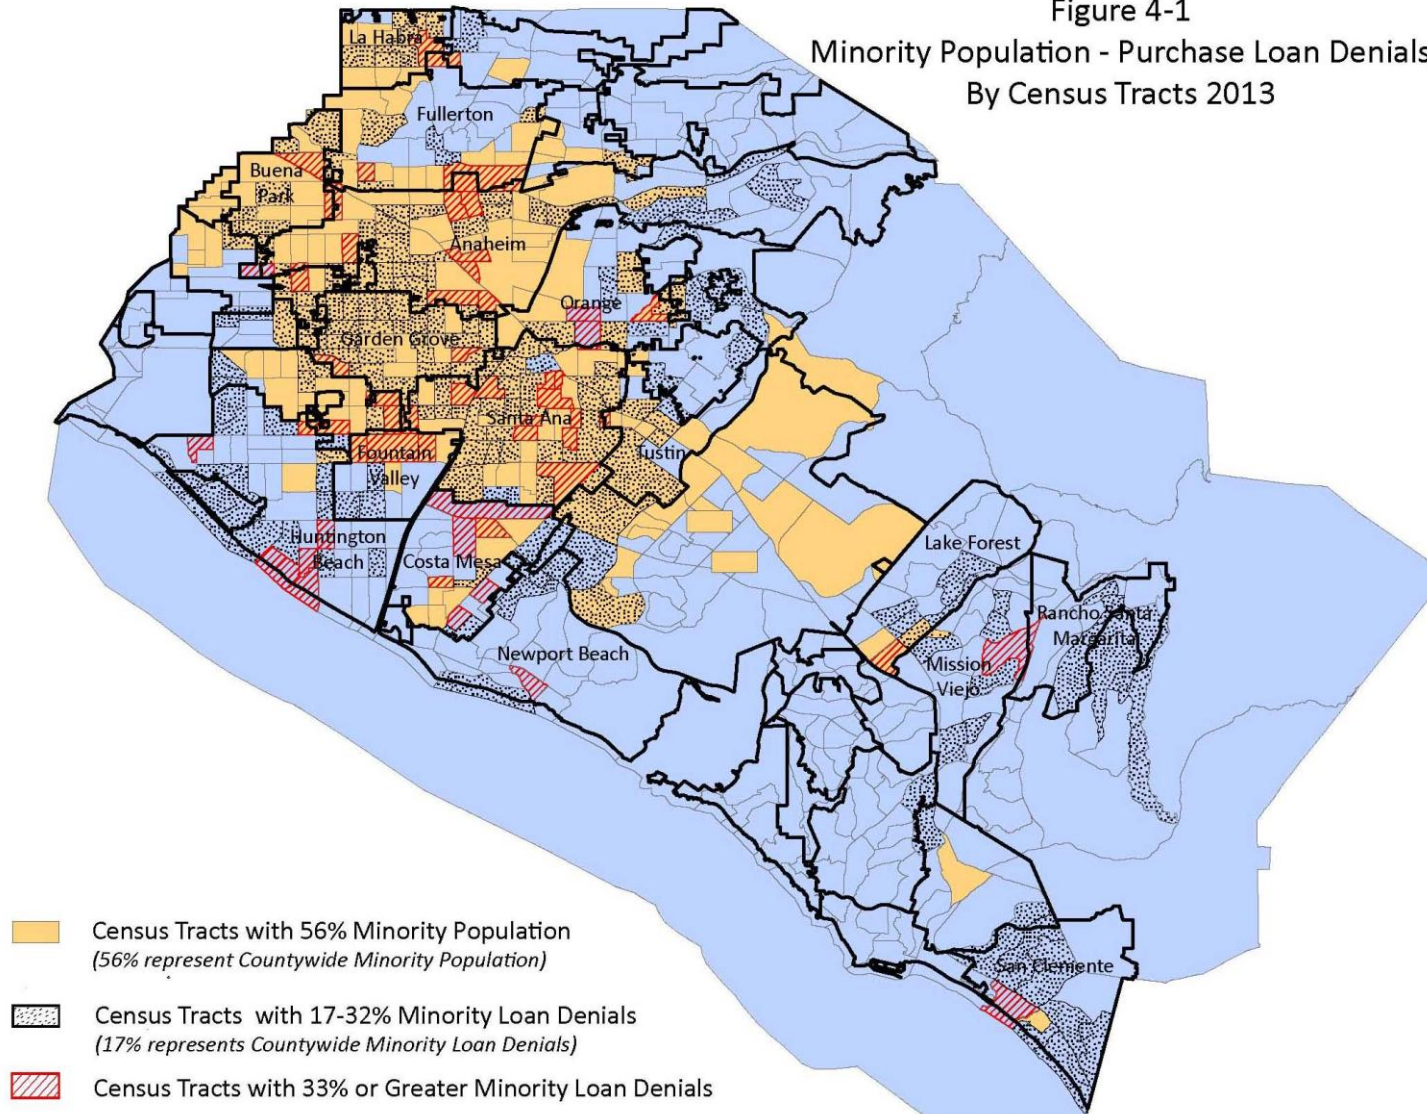 Figure 4-1
Minority Population - Purchase Loan Denials
By Census Tracts 2013
La Habra
Fullerton
Buena
Park
Anaheim
Orange
Garden Grove
Santa Ana
Fountain
Valley
Tustin
Huntington
Beach
Costa Mesa
Lake Forest
Rancho Santa
Margarita
Newport Beach
Mission
Viejo
San Clemente
Census Tracts with 56% Minority Population
(56% represent Countywide Minority Population)
Census Tracts with 17-32% Minority Loan Denials
(17% represents Countywide Minority Loan Denials)
Census Tracts with 33% or Greater Minority Loan Denials